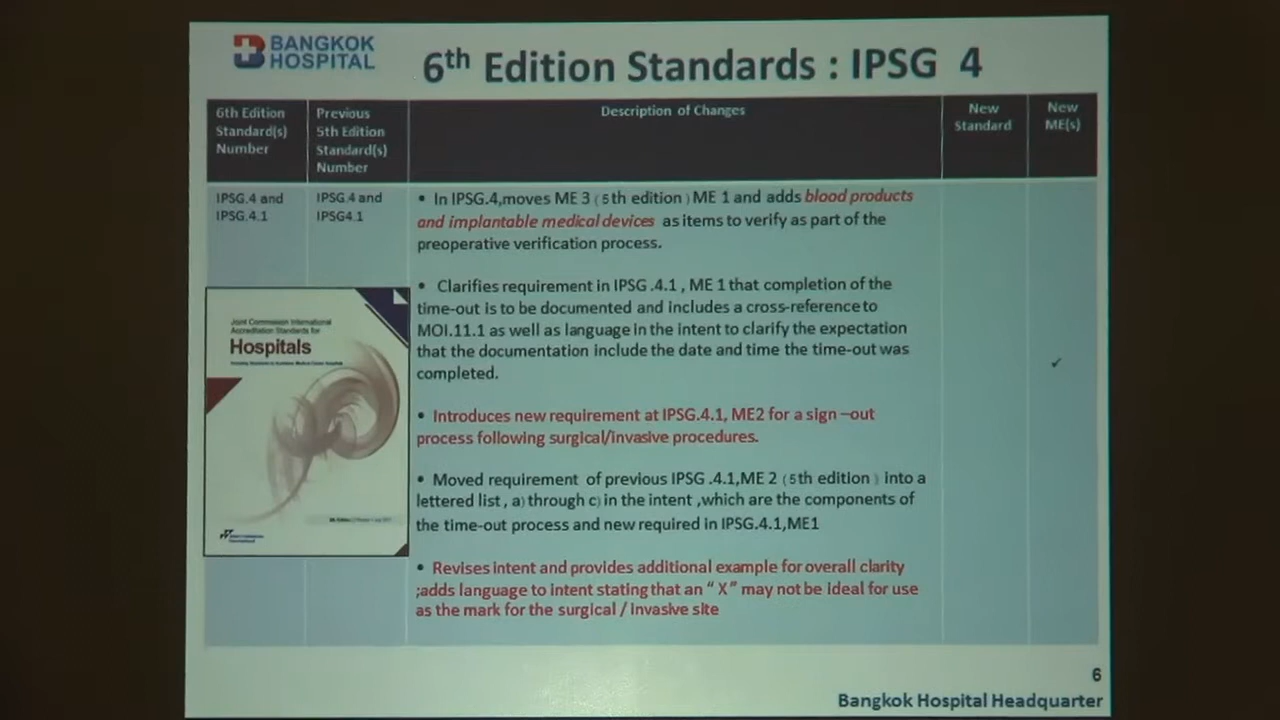 BANGKOK
HOSPITAL
6th Edition Standards : IPSG 4
6th Edition
Standard(s)
Number
Previous
5th Edition
Standard(s)
Number
Description of Changes
New
Standard
New
ME(s)
IPSG.4 and
IPSG.4.1
IPSG.4 and
IPSG4.1
• In IPSG.4,moves ME 3 ( 5th edition ) ME 1 and adds blood products
and implantable medical devices as items to verify as part of the
preoperative verification process.
• Clarifies requirement in IPSG .4.1 , ME 1 that completion of the
time-out is to be documented and includes a cross-reference to
MOI.11.1 as well as language in the intent to clarify the expectation
that the documentation include the date and time the time-out was
completed.
✓
• Introduces new requirement at IPSG.4.1, ME2 for a sign –out
process following surgical/invasive procedures.
• Moved requirement of previous IPSG .4.1,ME 2 ( 5th edition ) into a
lettered list , a) through c) in the intent ,which are the components of
the time-out process and new required in IPSG.4.1,ME1
• Revises intent and provides additional example for overall clarity
;adds language to intent stating that an “ X” may not be ideal for use
as the mark for the surgical / invasive site
Joint Commission International
Accreditation Standards for
Hospitals
6
Bangkok Hospital Headquarter